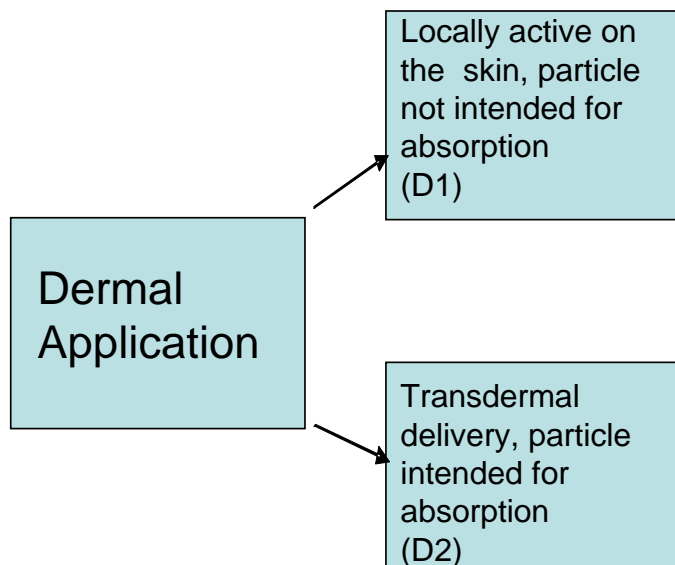 Locally active on
the skin, particle
not intended for
absorption
(D1)
Dermal
Application
Transdermal
delivery, particle
intended for
absorption
(D2)